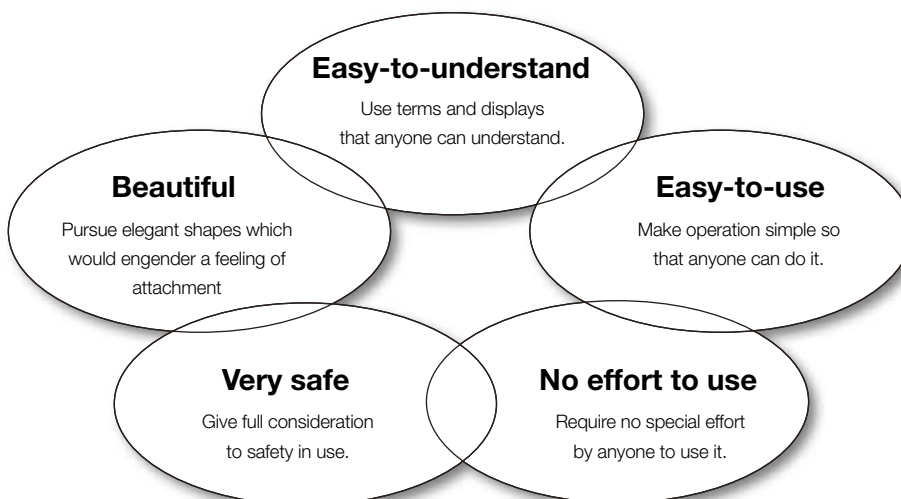 Easy-to-understand
Use terms and displays
that anyone can understand.
Beautiful
Pursue elegant shapes which
would engender a feeling of
attachment
Easy-to-use
Make operation simple so
that anyone can do it.
Very safe
Give full consideration
to safety in use.
No effort to use
Require no special effort
by anyone to use it.